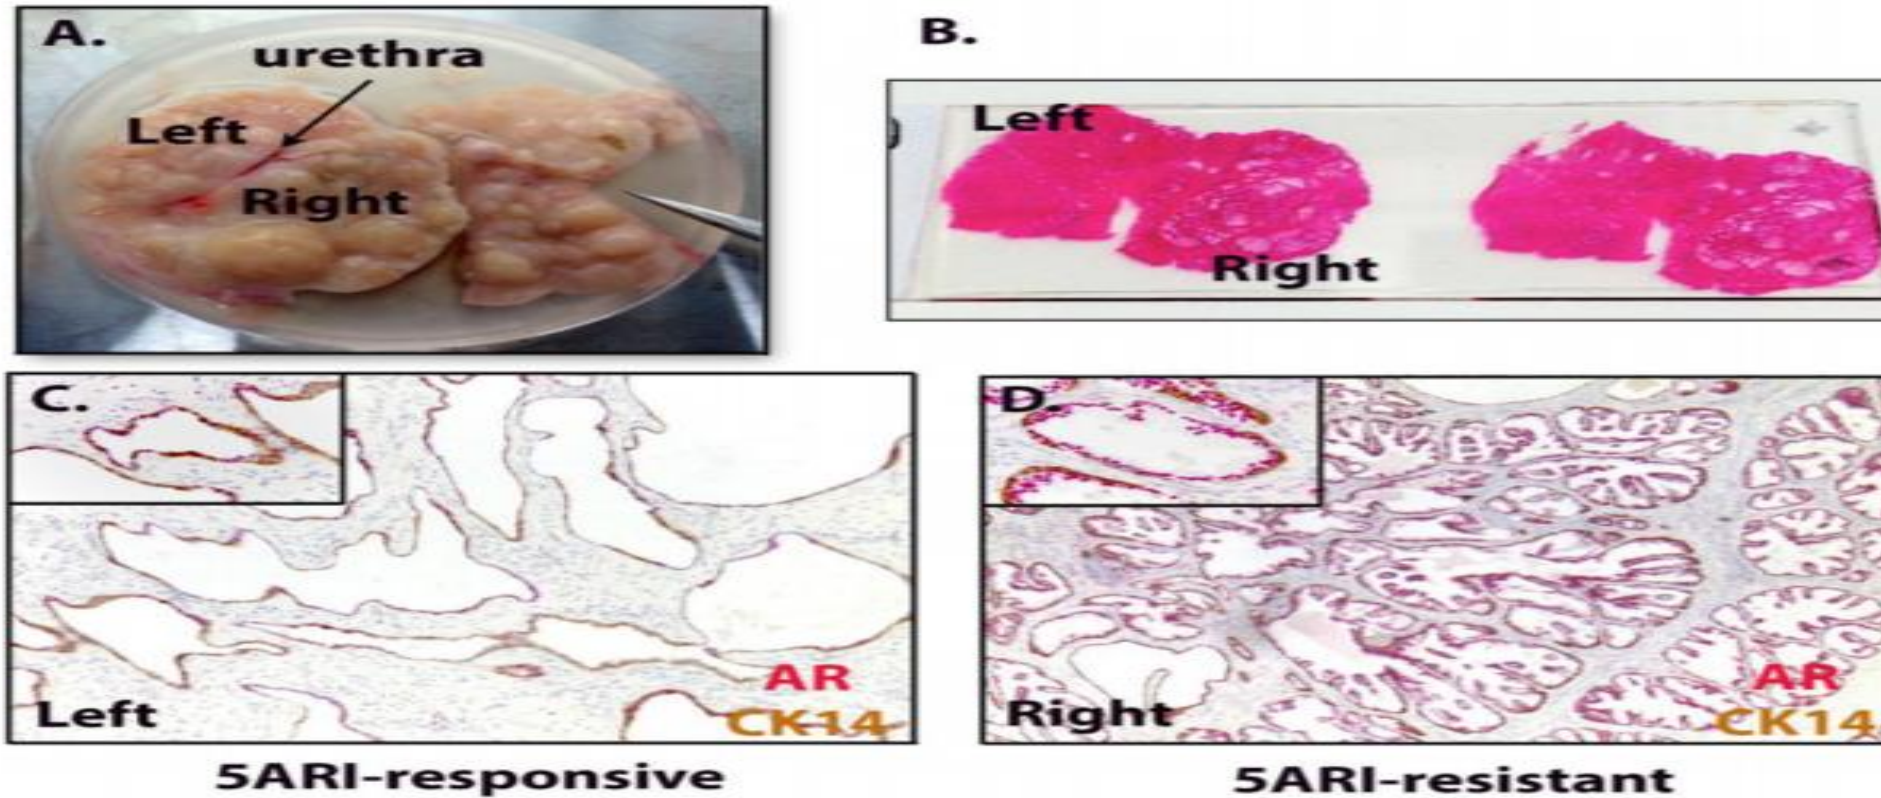 A.
urethra
Left
Right
B.
Left
Right
C.
Left
AR
CK14
5ARI-responsive
D.
Right
AR
CK14
5ARI-resistant